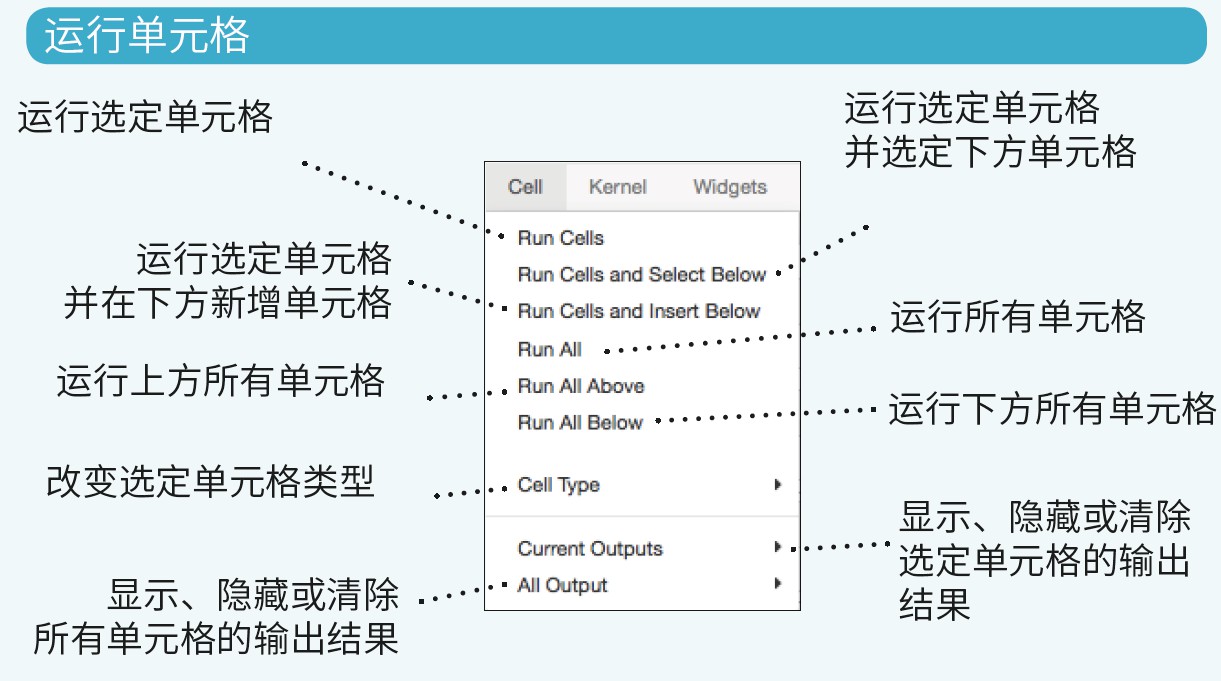 运行单元格
运行选定单元格
运行选定单元格
并选定下方单元格
Cell Kernel Widgets
Run Cells
运行选定单元格
并在下方新增单元格
Run Cells and Select Below
Run Cells and Insert Below
运行所有单元格
Run All
运行上方所有单元格
Run All Above
运行下方所有单元格
Run All Below
改变选定单元格类型
Cell Type
显示、隐藏或清除
选定单元格的输出
结果
Current Outputs
All Output
显示、隐藏或清除
所有单元格的输出结果